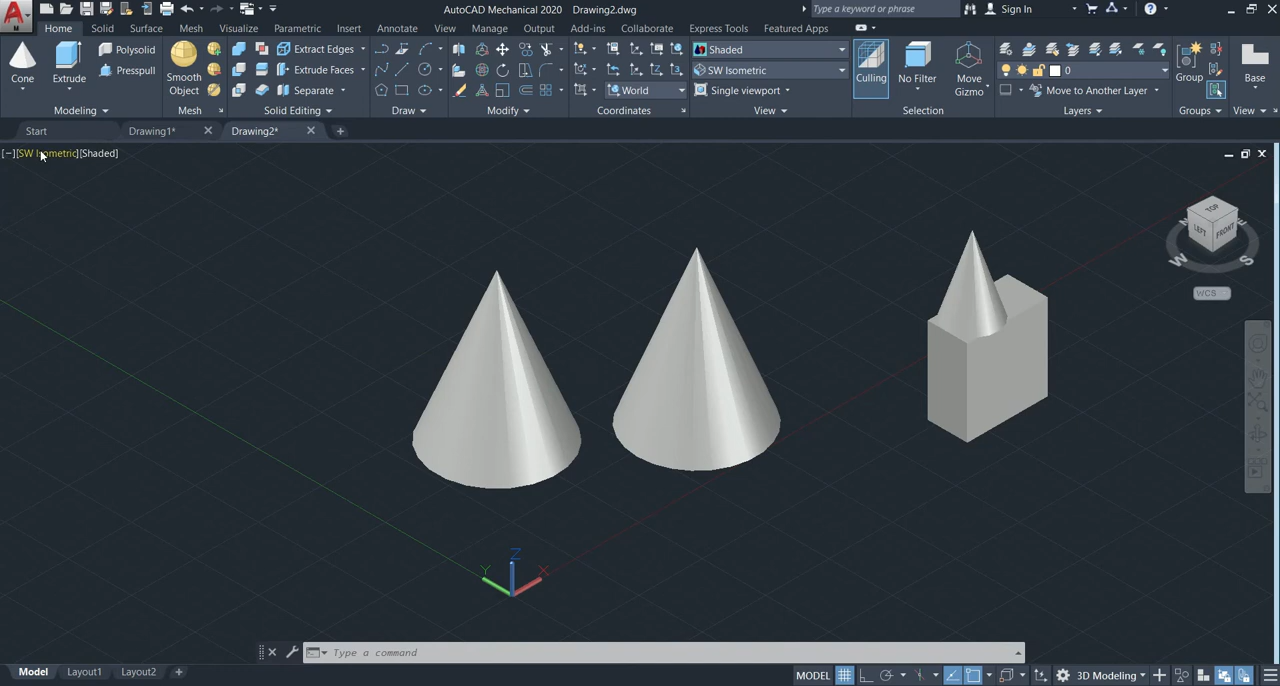 AutoCAD Mechanical 2020 Drawing2.dwg
Type a keyword or phrase
Sign In
Home Solid Surface Mesh Visualize Parametric Insert Annotate View Manage Output Add-ins Collaborate Express Tools Featured Apps
Cone
Extrude
Polysolid
Presspull
Smooth
Object
Extract Edges
Extrude Faces
Separate
World
Shaded
SW Isometric
Single viewport
Culling
No Filter
Move
Gizmo
0
Move to Another Layer
Group
Base
Modeling Mesh Solid Editing Draw Modify Coordinates View Selection Layers Groups View
Start Drawing1* Drawing2*
[−][SW Isometric][Shaded]
TOP
LEFT
FRONT
N
E
W
S
WCS
Z
Y
X
Type a command
Model Layout1 Layout2
MODEL
3D Modeling